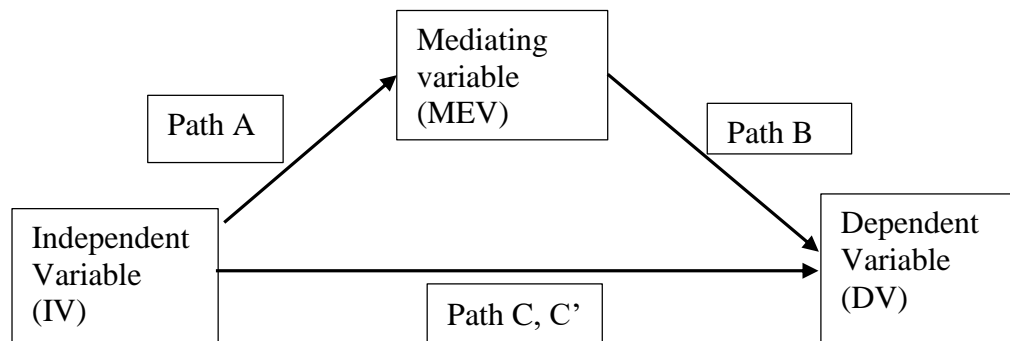 Mediating
variable
(MEV)
Path A
Path B
Independent
Variable
(IV)
Dependent
Variable
(DV)
Path C, C’